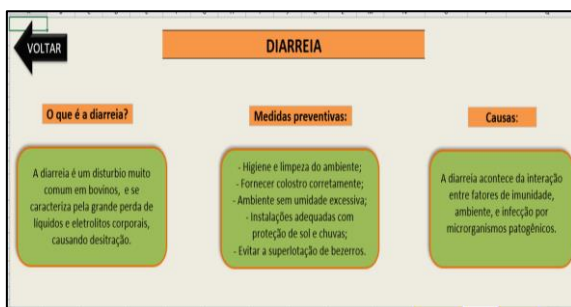 VOLTAR
DIARREIA
O que é a diarreia?
A diarreia é um disturbio muito
comum em bovinos, e se
caracteriza pela grande perda de
líquidos e eletrolitos corporais,
causando desitração.
Medidas preventivas:
- Higiene e limpeza do ambiente;
- Fornecer colostro corretamente;
- Ambiente sem umidade excessiva;
- Instalações adequadas com
proteção de sol e chuvas;
- Evitar a superlotação de bezerros.
Causas:
A diarreia acontece da interação
entre fatores de imunidade,
ambiente, e infecção por
microrganismos patogênicos.